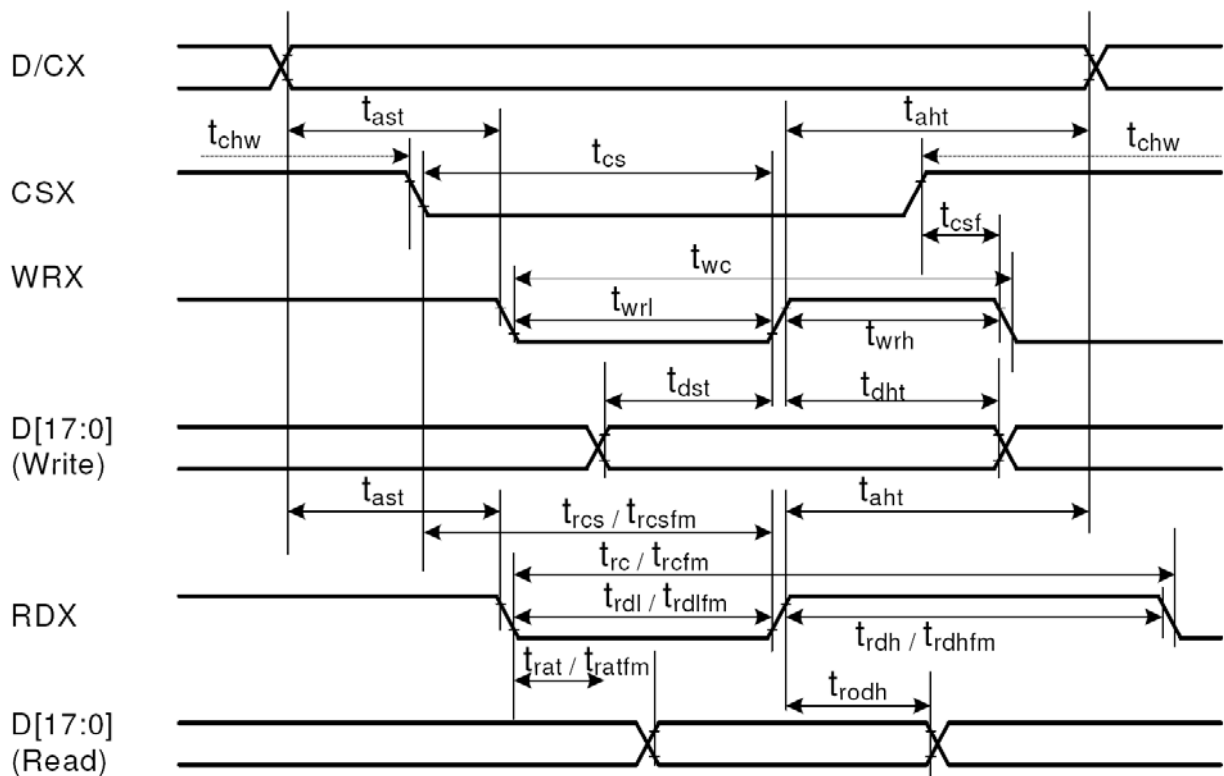 D/CX
t_ast
t_aht
t_chw
t_cs
t_chw
CSX
t_csf
WRX
t_wc
t_wrl
t_wrh
t_dst
t_dht
D[17:0]
(Write)
t_ast
t_rcs / t_rcsfm
t_aht
t_rc / t_rcfm
RDX
t_rdl / t_rdlfm
t_rdh / t_rdhfm
t_rat / t_ratfm
t_rodh
D[17:0]
(Read)